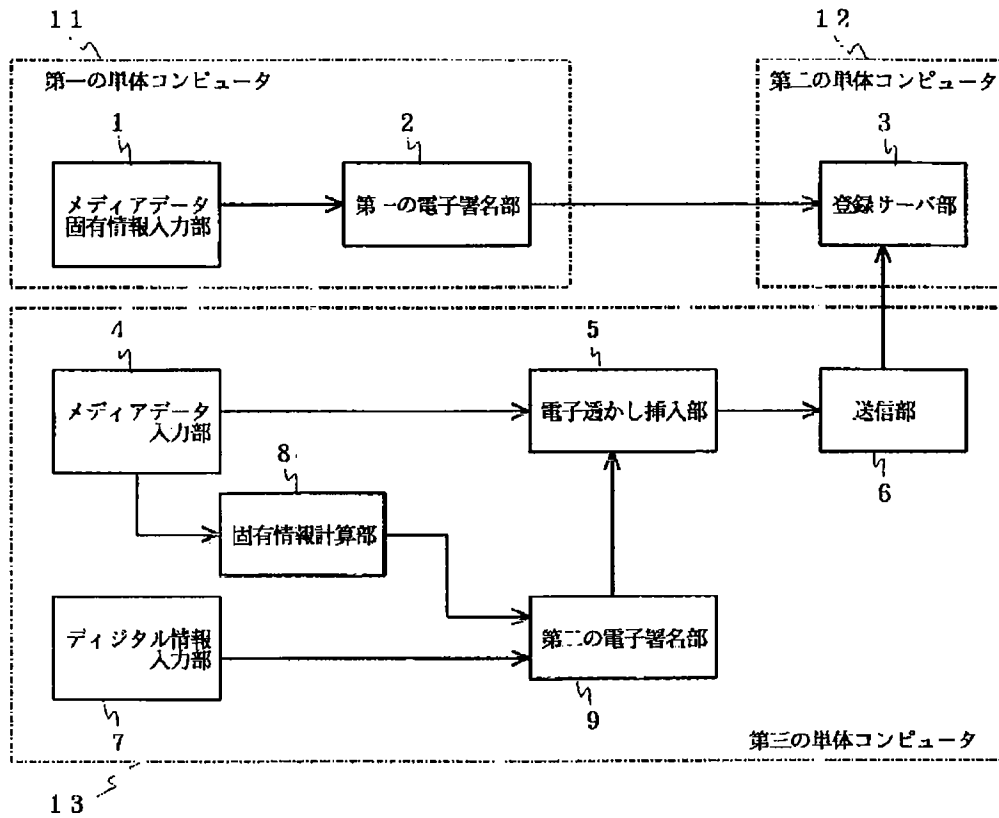 11
12
第一の単体コンピュータ
第二の単体コンピュータ
1
2
3
メディアデータ
固有情報入力部
第一の電子署名部
登録サーバ部
4
5
メディアデータ
入力部
電子透かし挿入部
送信部
8
6
固有情報計算部
ディジタル情報
入力部
第二の電子署名部
7
9
第三の単体コンピュータ
13